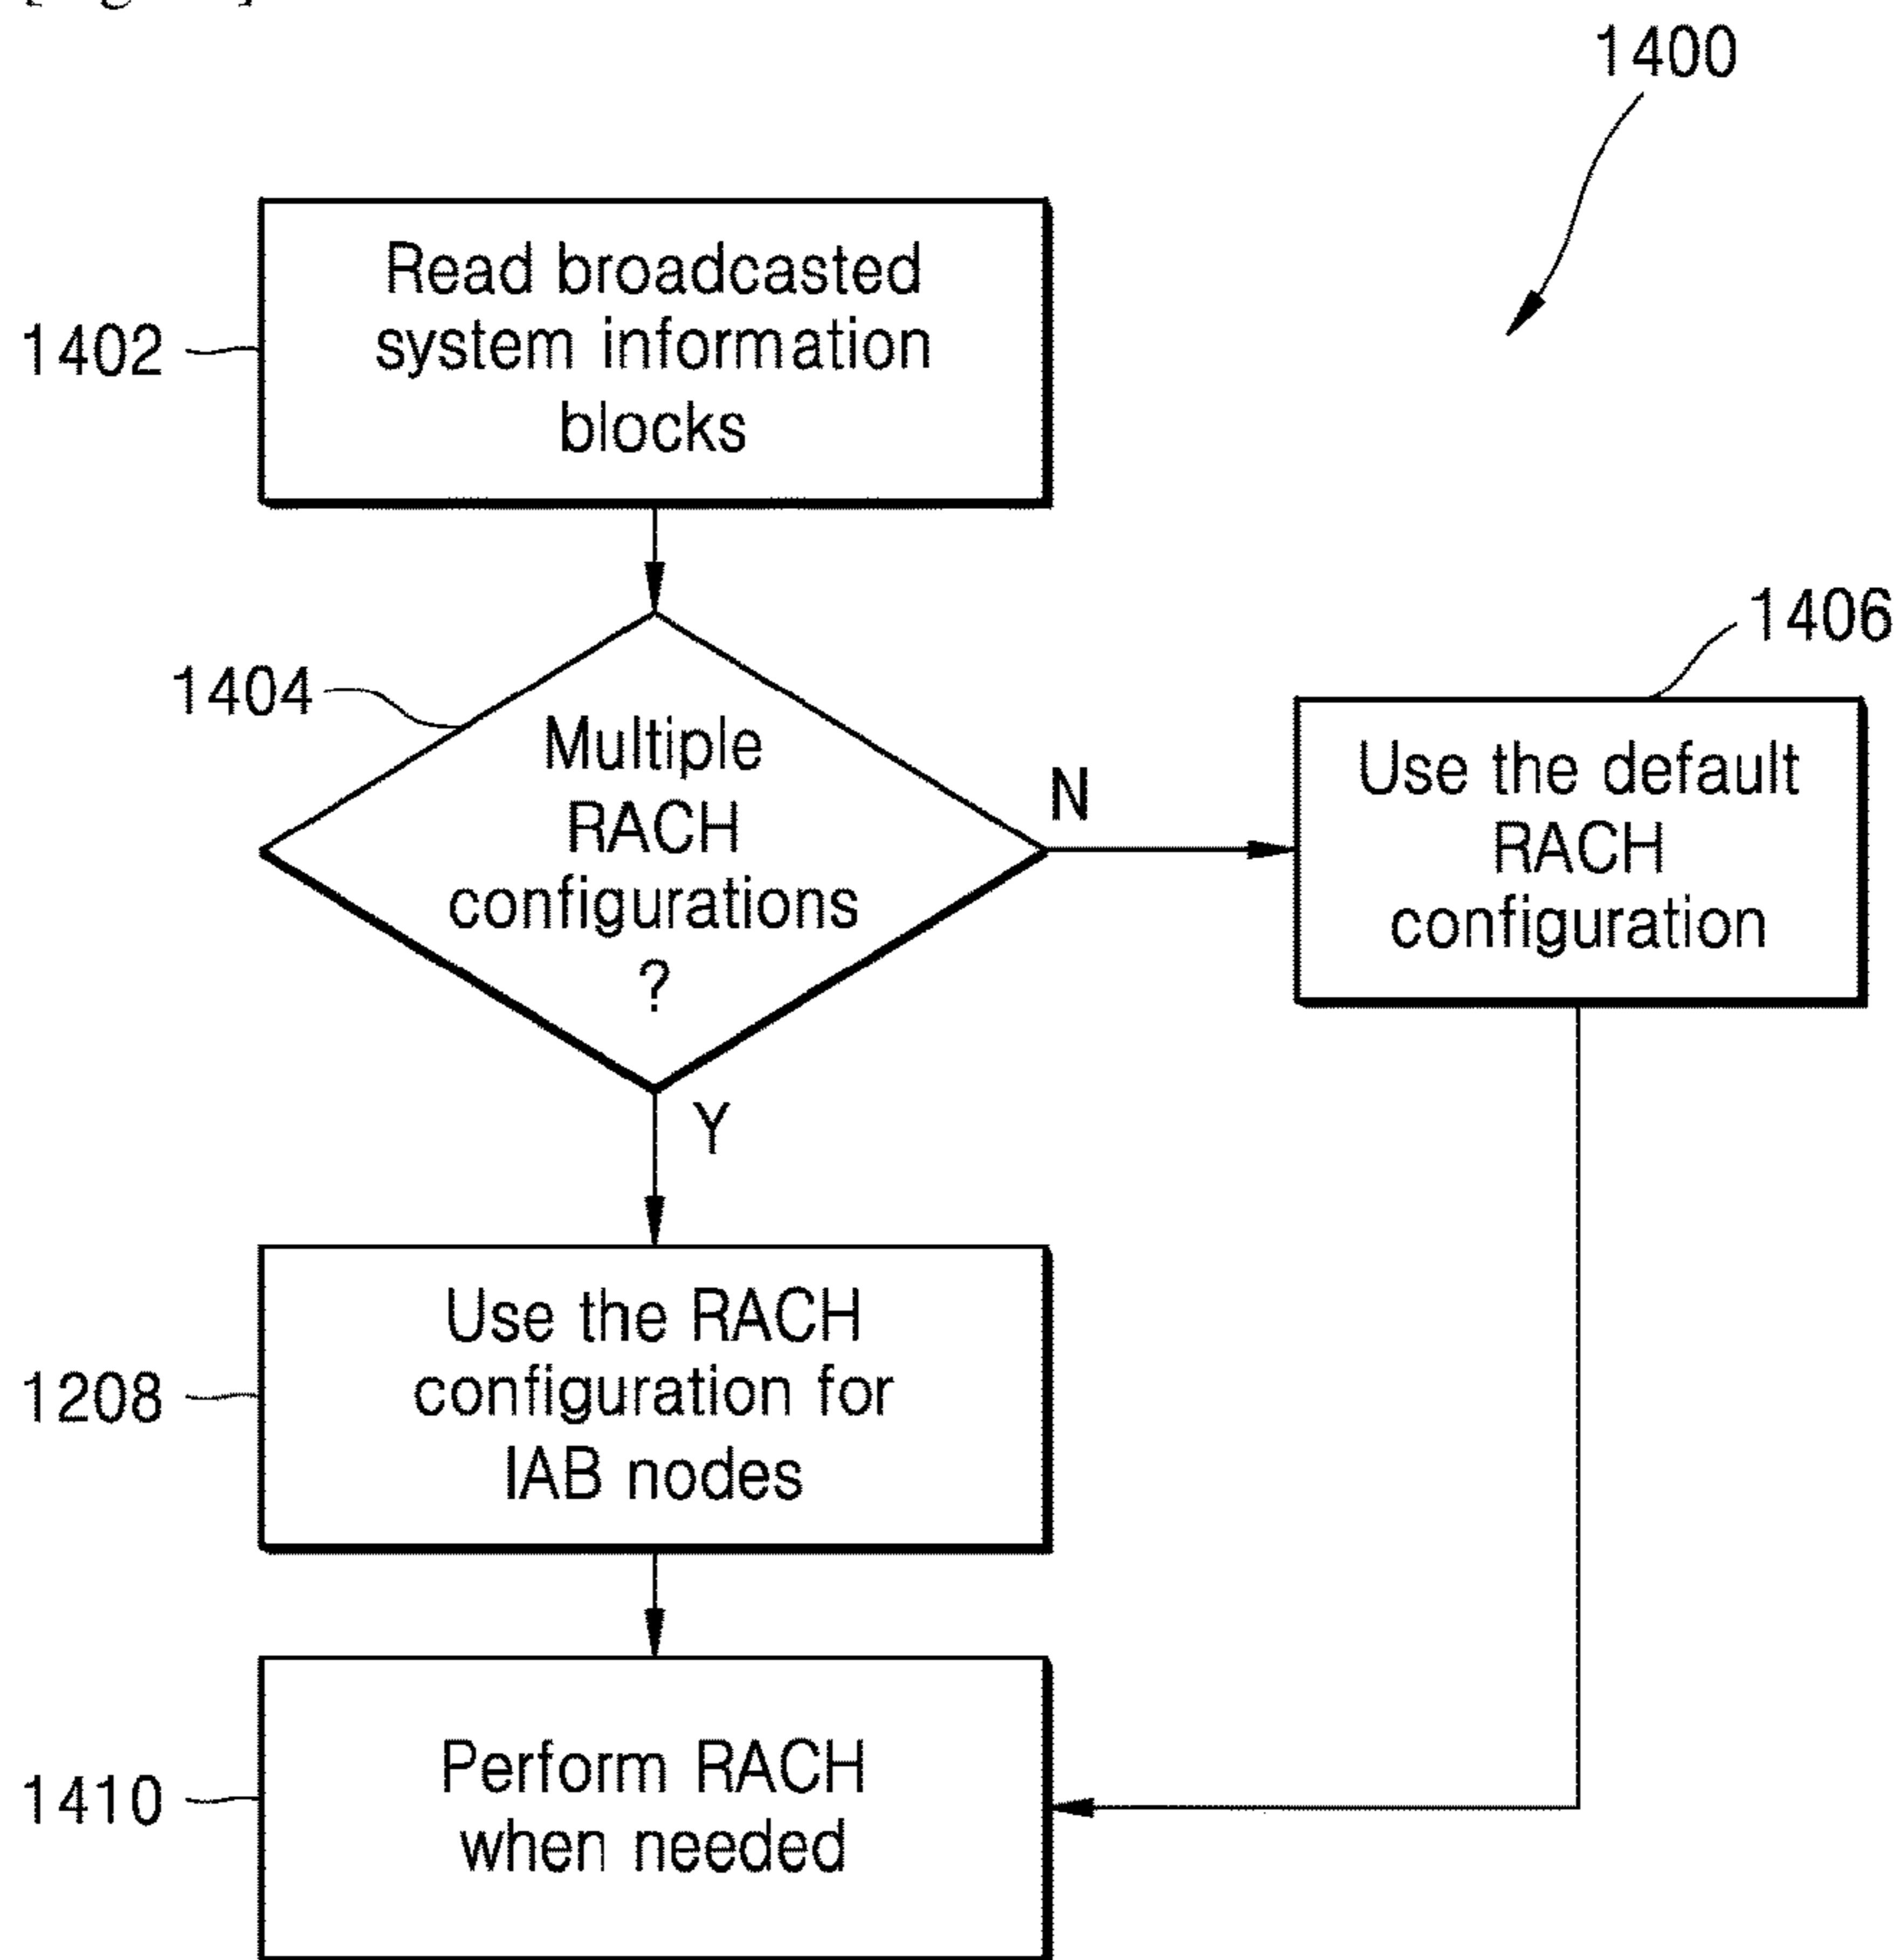 1400
Read broadcasted
system information
blocks
1402
1404
Multiple
RACH
configurations
?
N
Y
1406
Use the default
RACH
configuration
Use the RACH
configuration for
IAB nodes
1208
Perform RACH
when needed
1410